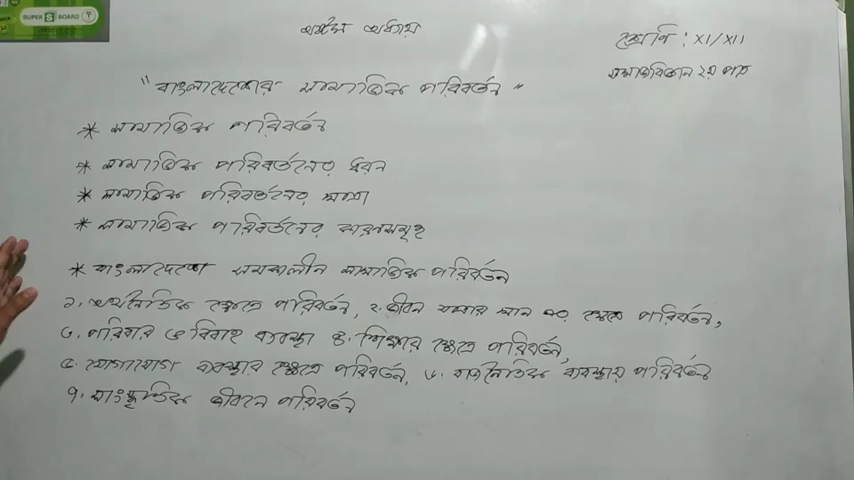 SUPER S BOARD
অষ্টম অধ্যায়
শ্রেণি : XI/XII
সমাজবিজ্ঞান ২য় পত্র
"বাংলাদেশের সামাজিক পরিবর্তন"
* সামাজিক পরিবর্তন
* সামাজিক পরিবর্তনের ধরন
* সামাজিক পরিবর্তনের মাত্রা
* সামাজিক পরিবর্তনের কারণসমূহ
* বাংলাদেশে সমকালীন সামাজিক পরিবর্তন
১. অর্থনৈতিক ক্ষেত্রে পরিবর্তন, ২. জীবন যাত্রার মান এর ক্ষেত্রে পরিবর্তন,
৩. পরিবার ও বিবাহ ব্যবস্থা ৪. শিক্ষার ক্ষেত্রে পরিবর্তন,
৫. যোগাযোগ ব্যবস্থার ক্ষেত্রে পরিবর্তন, ৬. রাজনৈতিক ব্যবস্থায় পরিবর্তন
৭. সাংস্কৃতিক জীবনে পরিবর্তন